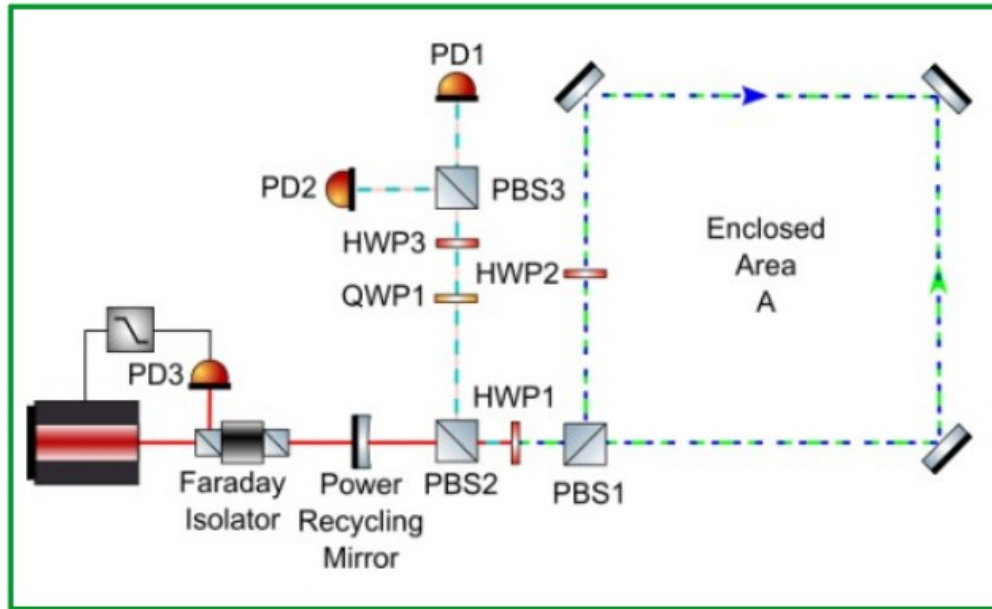 PD1
PD2
PBS3
HWP3
HWP2
QWP1
Enclosed
Area
A
PD3
HWP1
Faraday
Isolator
Power
Recycling
Mirror
PBS2
PBS1